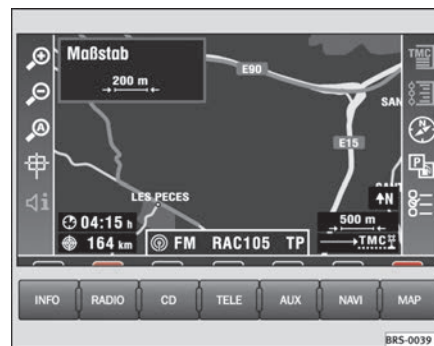 Maßstab
200 m
E90
TMC
SAN
A
N
E15
P
i
LES PECES
N
04:15 h
500 m
164 km
FM RAC105 TP
TMC
INFO RADIO CD TELE AUX NAVI MAP
BRS-0039